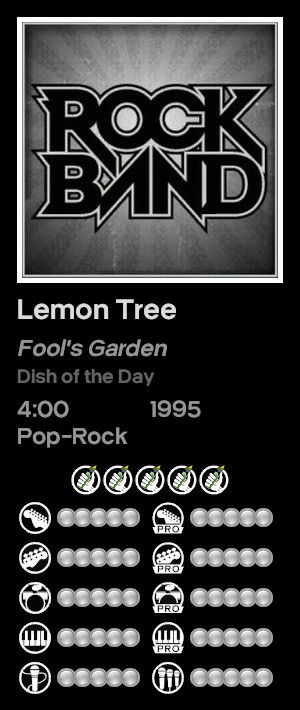 ROCK
BAND
Lemon Tree
Fool's Garden
Dish of the Day
4:00 1995
Pop-Rock
PRO
PRO
PRO
PRO